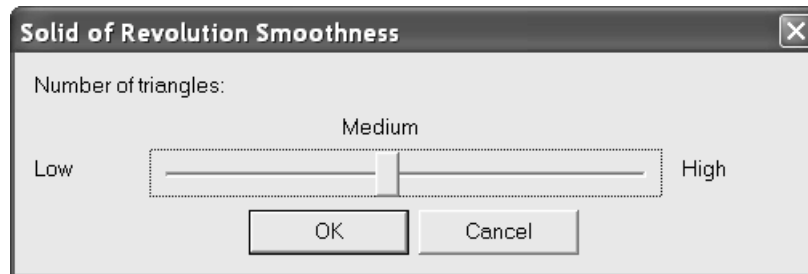 Solid of Revolution Smoothness
Number of triangles:
Medium
Low High
OK Cancel